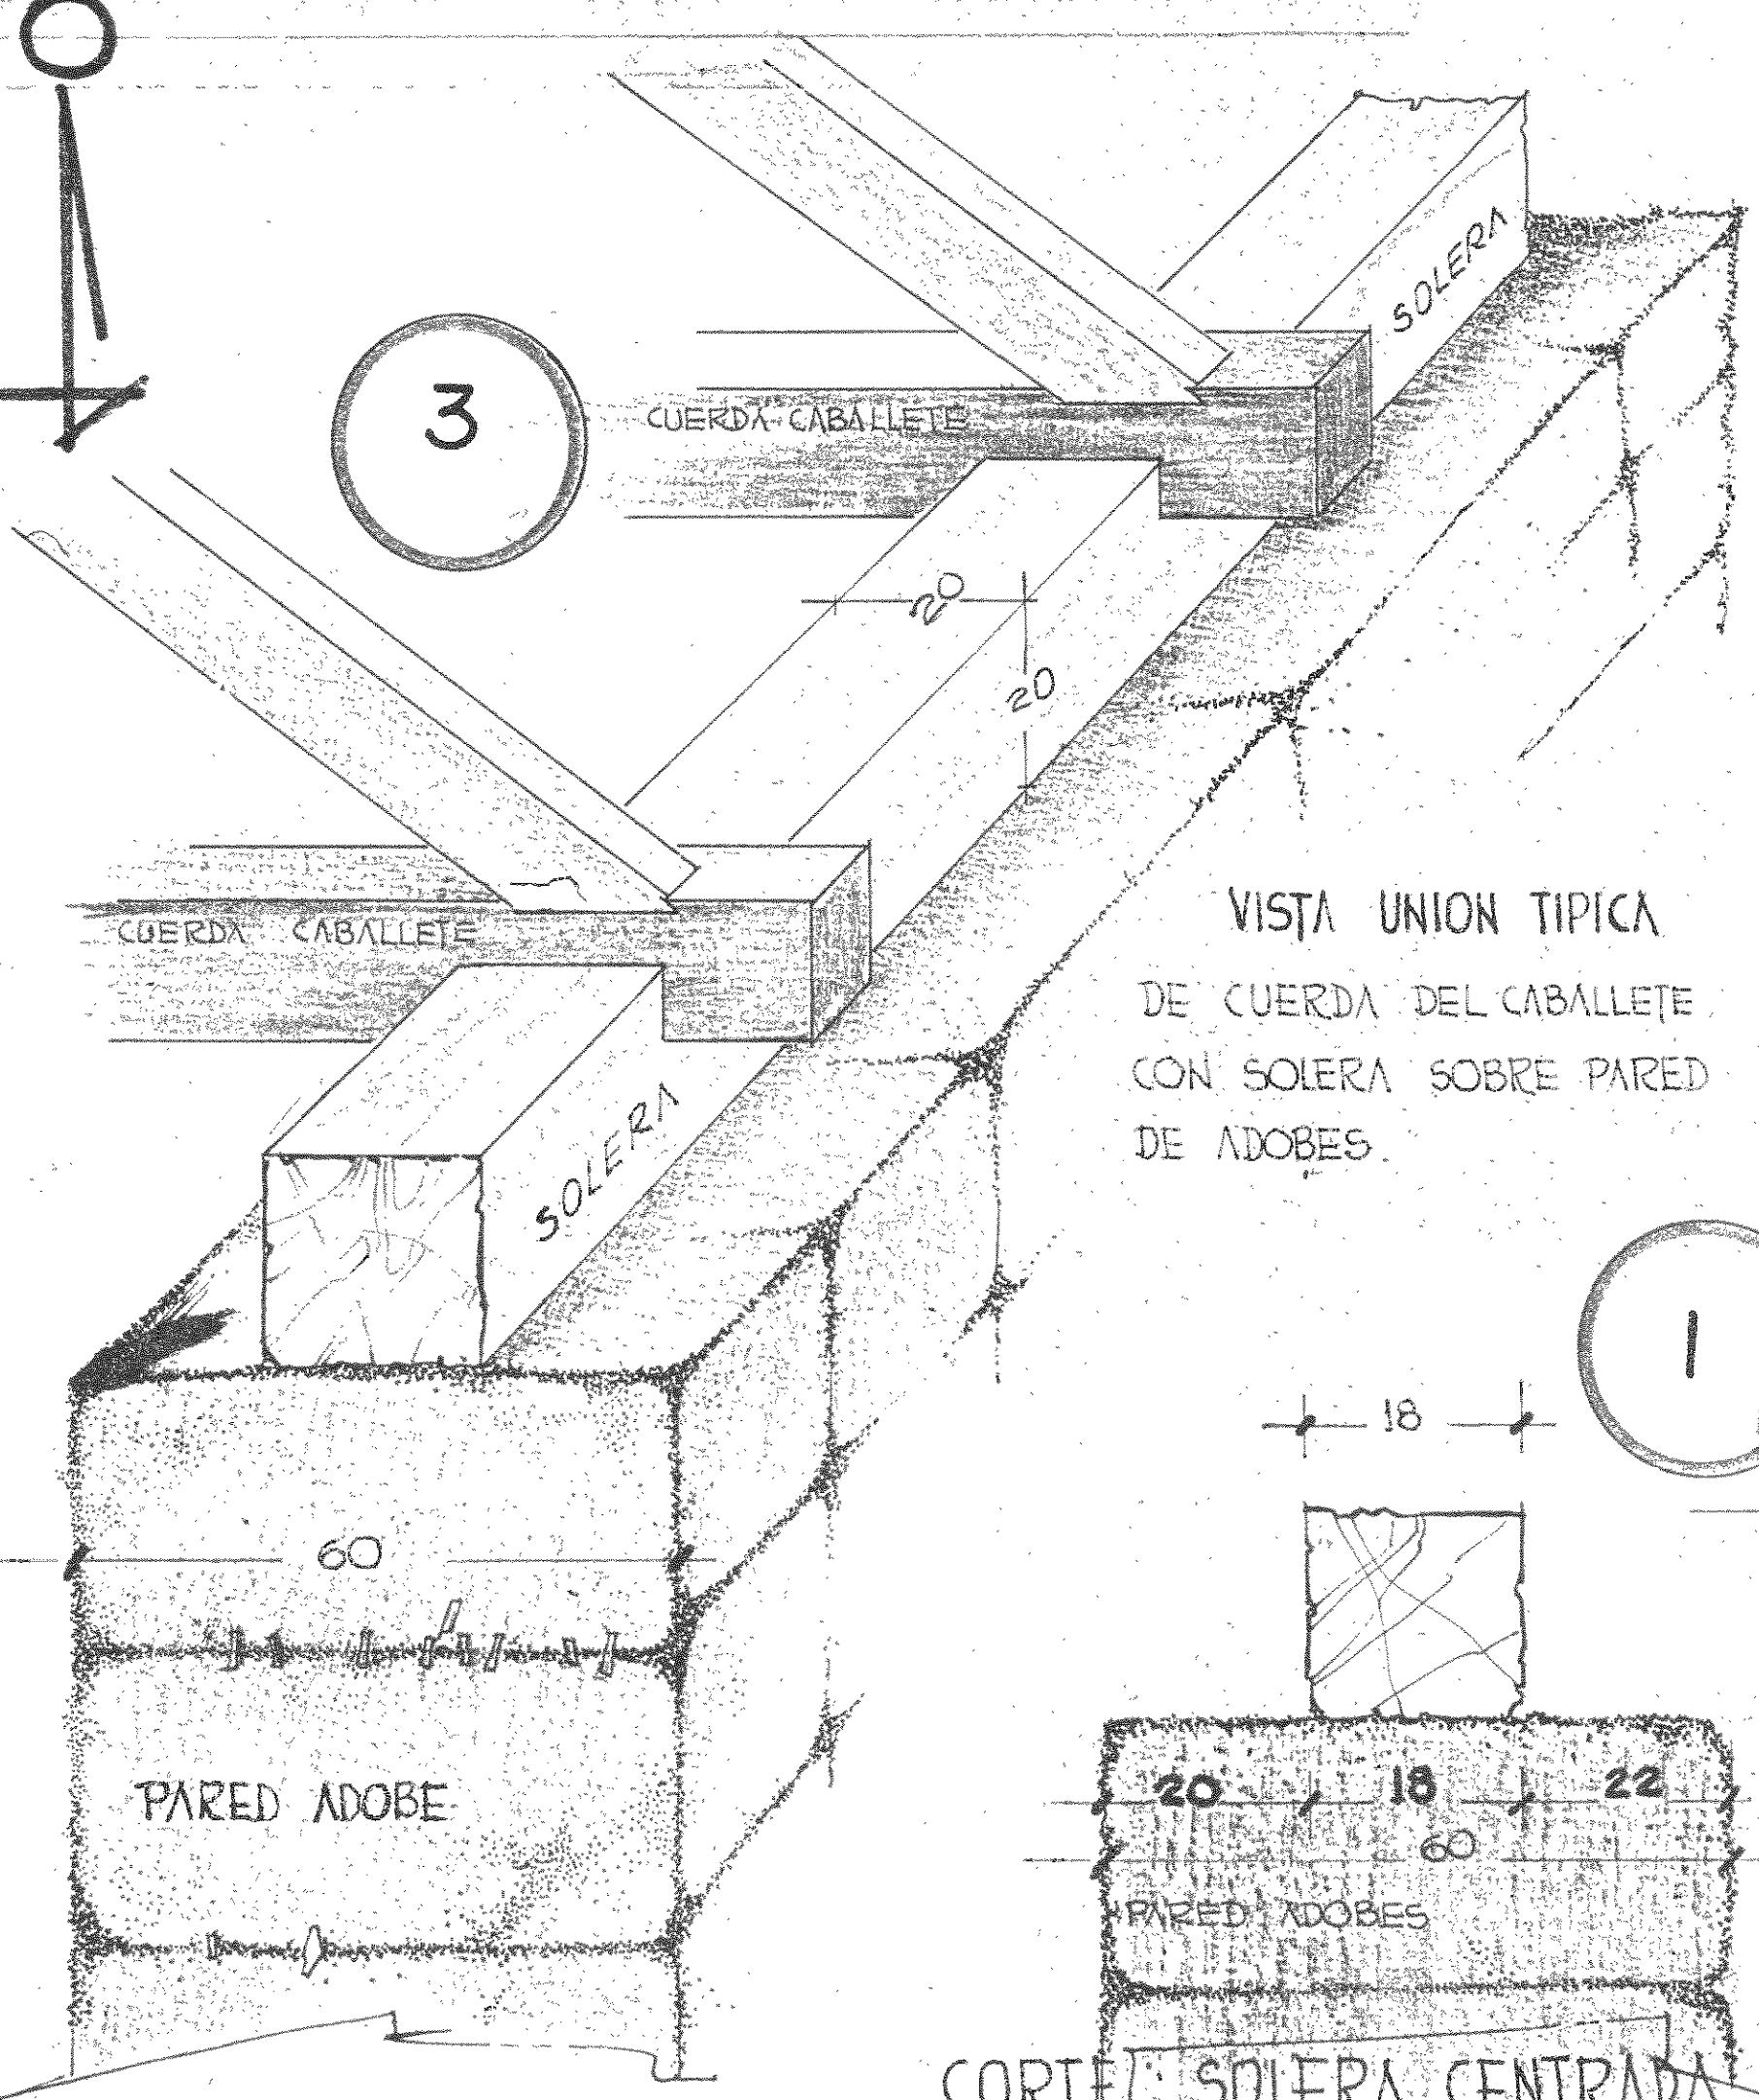 SOLERA
3
CUERDA-CABALLETE
20
20
CUERDA CABALLETE
VISTA UNION TIPICA
DE CUERDA DEL CABALLETE
CON SOLERA SOBRE PARED
DE ADOBES
SOLERA
1
18
60
PARED ADOBE
20 18 22
60
PARED ADOBES
CORTE: SOLERA CENTRADA